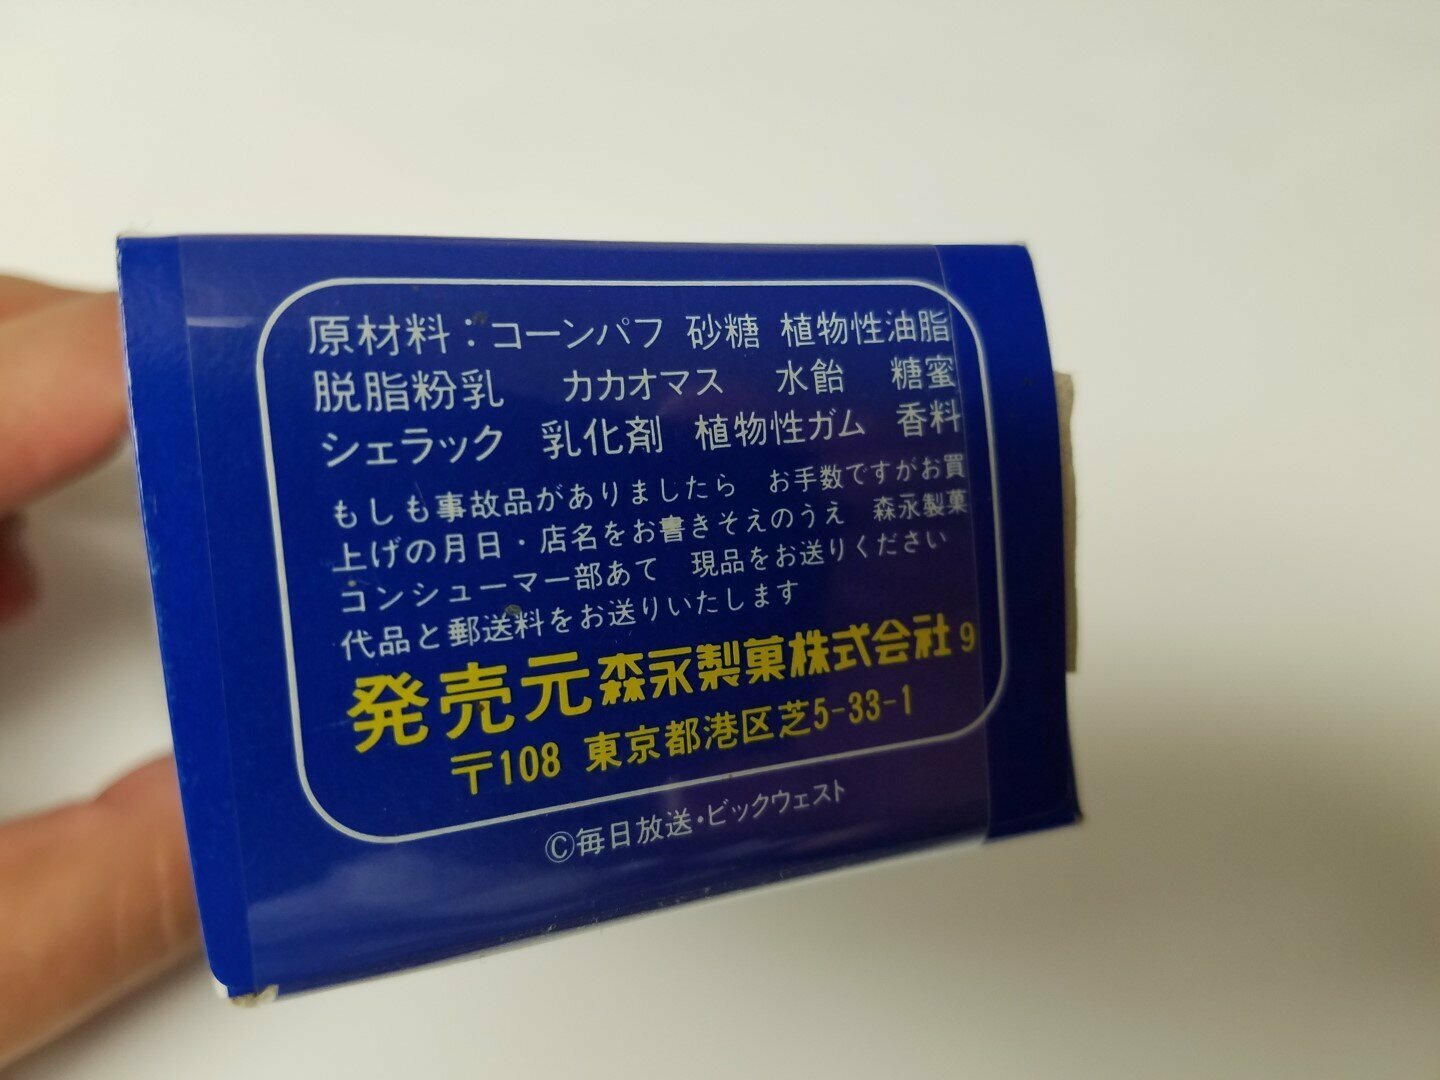 原材料：コーンパフ 砂糖 植物性油脂
脱脂粉乳 カカオマス 水飴 糖蜜
シェラック 乳化剤 植物性ガム 香料
もしも事故品がありましたら お手数ですがお買
上げの月日・店名をお書きそえのうえ 森永製菓
コンシューマー部あて 現品をお送りください
代品と郵送料をお送りいたします
発売元森永製菓株式会社 9
〒108 東京都港区芝5-33-1
©毎日放送・ビックウェスト